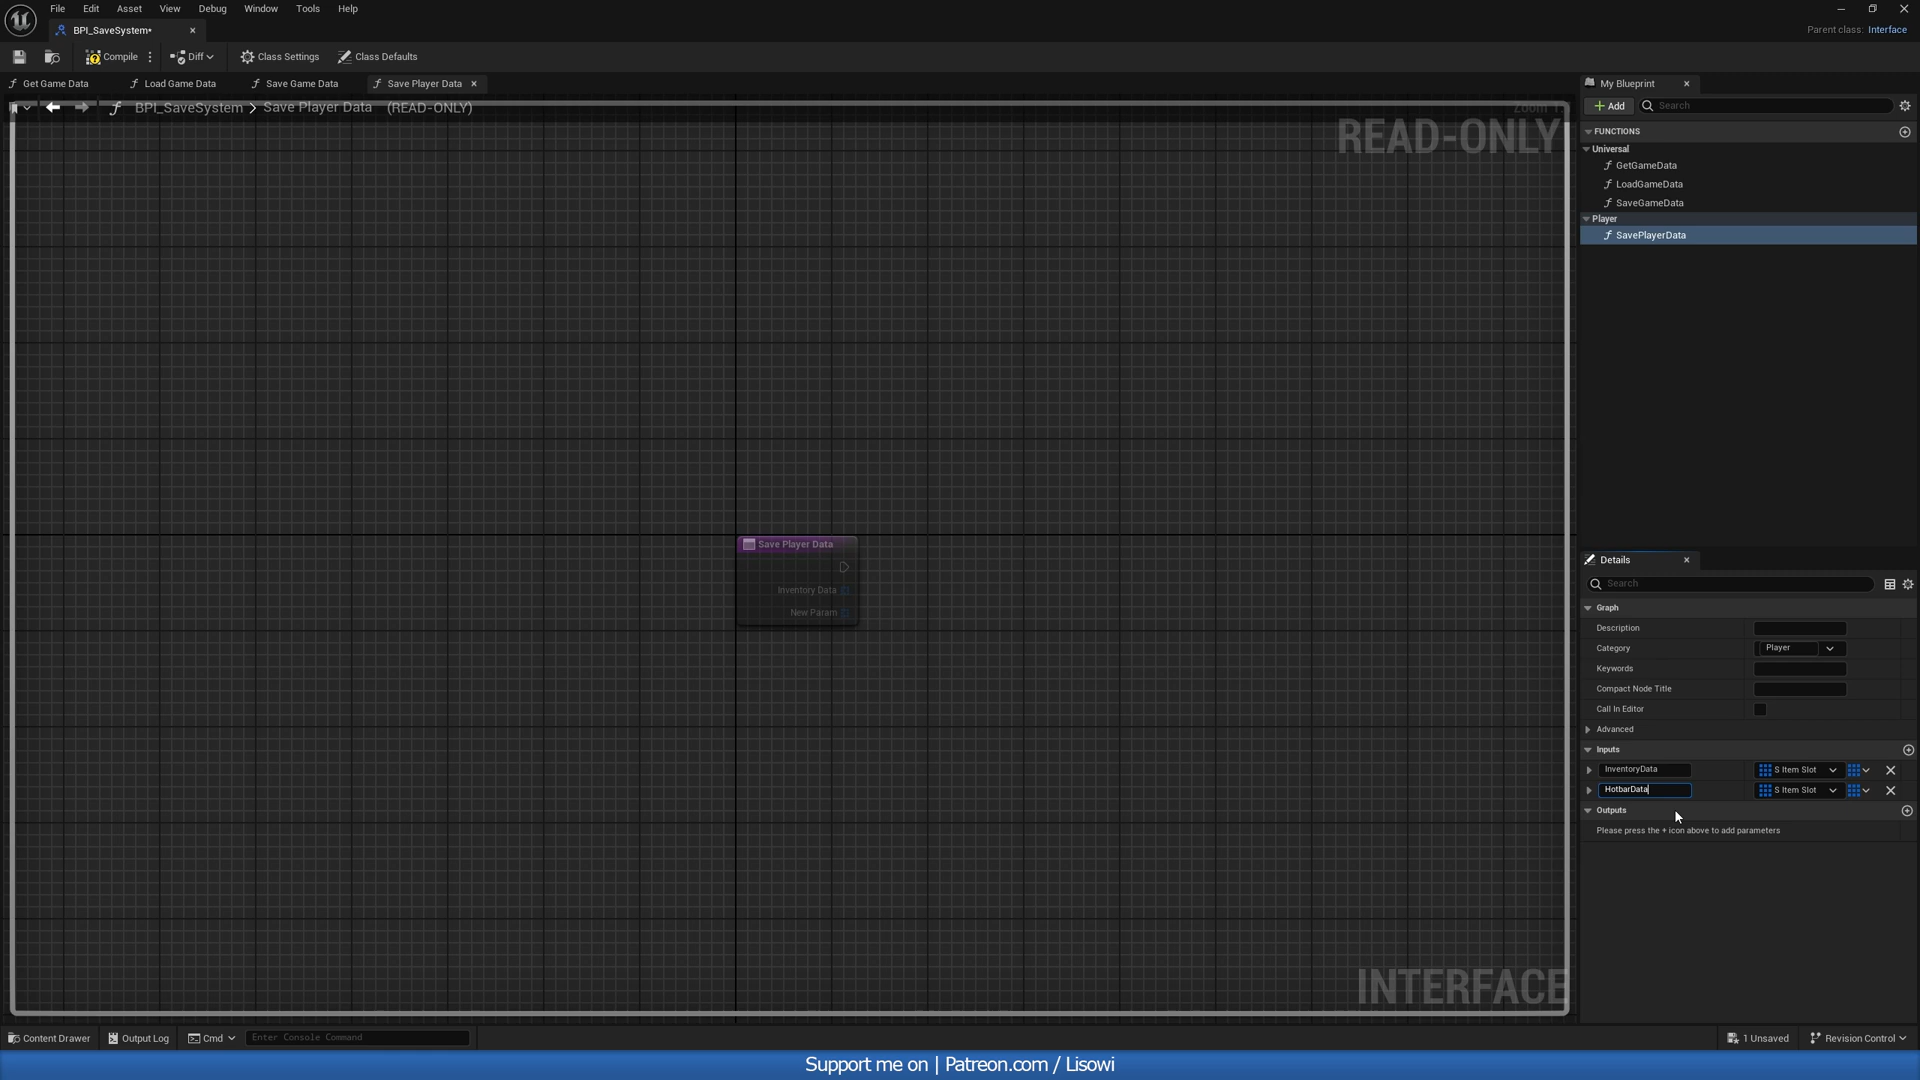 File Edit Asset View Debug Window Tools Help
BPI_SaveSystem*
Parent class: Interface
Compile Diff Class Settings Class Defaults
Get Game Data Load Game Data Save Game Data Save Player Data
BPI_SaveSystem > Save Player Data (READ-ONLY)
READ-ONLY
Save Player Data
Inventory Data
New Param
INTERFACE
My Blueprint
+ Add Search
FUNCTIONS
Universal
f GetGameData
f LoadGameData
f SaveGameData
Player
f SavePlayerData
Details
Search
Graph
Description
Category Player
Keywords
Compact Node Title
Call In Editor
Advanced
Inputs
InventoryData S Item Slot
HotbarData S Item Slot
Outputs
Please press the + icon above to add parameters
Content Drawer Output Log Cmd Enter Console Command 1 Unsaved Revision Control
Support me on | Patreon.com / Lisowi